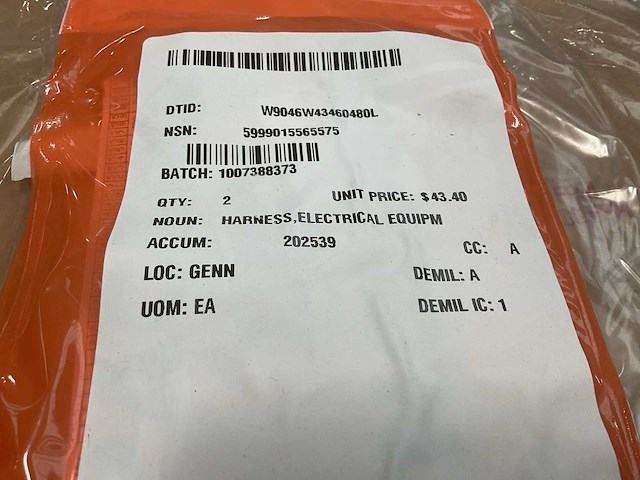 DTID: W9046W43460480L
NSN: 5999015565575
BATCH: 1007388373
QTY: 2 UNIT PRICE: $43.40
NOUN: HARNESS,ELECTRICAL EQUIPM
ACCUM: 202539 CC: A
LOC: GENN DEMIL: A
UOM: EA DEMIL IC: 1